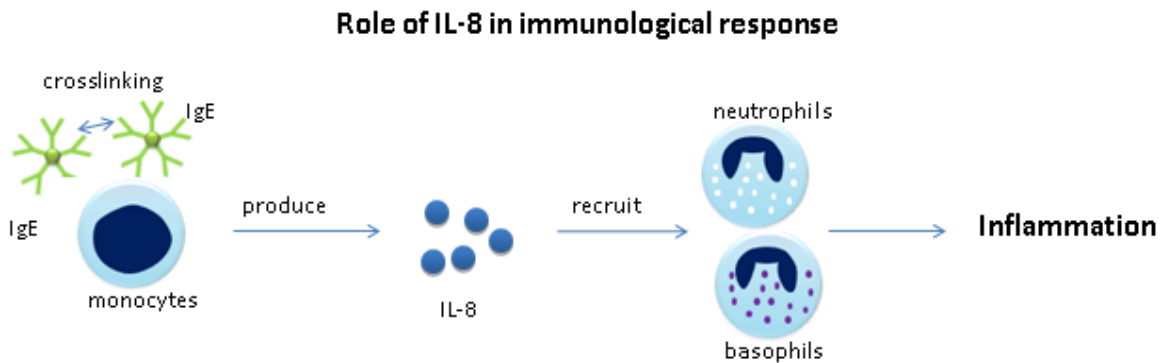 Role of IL-8 in immunological response
crosslinking
IgE
IgE
monocytes
produce
IL-8
recruit
neutrophils
basophils
Inflammation